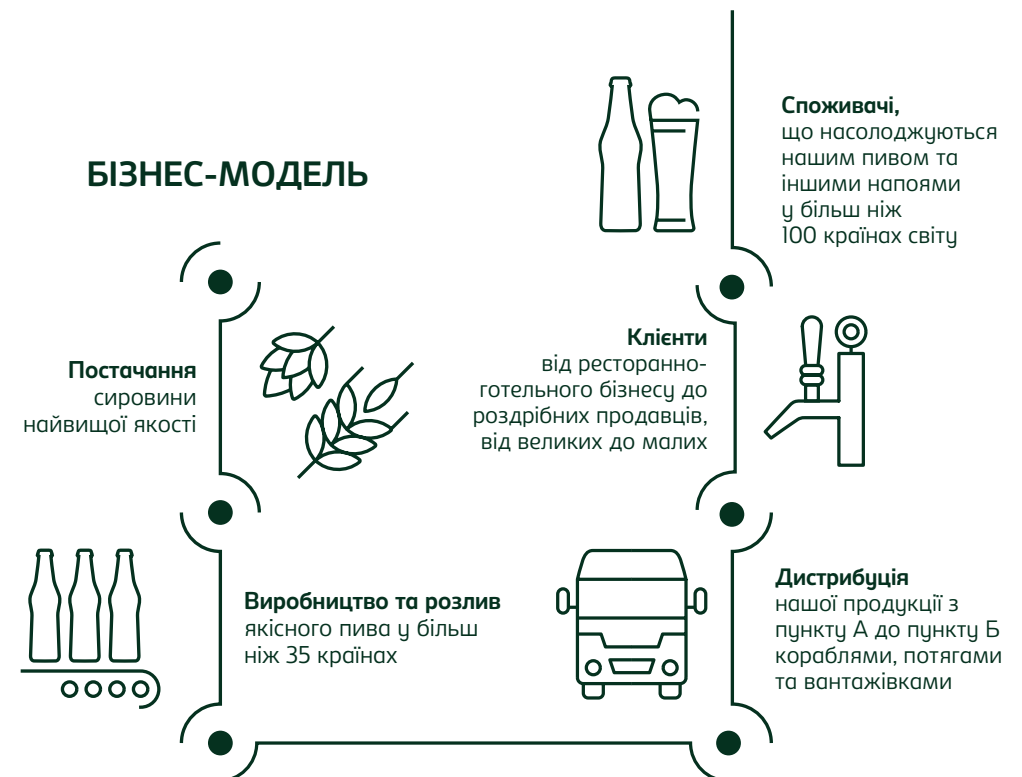 БІЗНЕС-МОДЕЛЬ
Постачання
сировини
найвищої якості
Виробництво та розлив
якісного пива у більш
ніж 35 країнах
Дистрибуція
нашої продукції з
пункту А до пункту Б
кораблями, потягами
та вантажівками
Клієнти
від ресторанно-
готельного бізнесу до
роздрібних продавців,
від великих до малих
Споживачі,
що насолоджуються
нашим пивом та
іншими напоями
у більш ніж
100 країнах світу